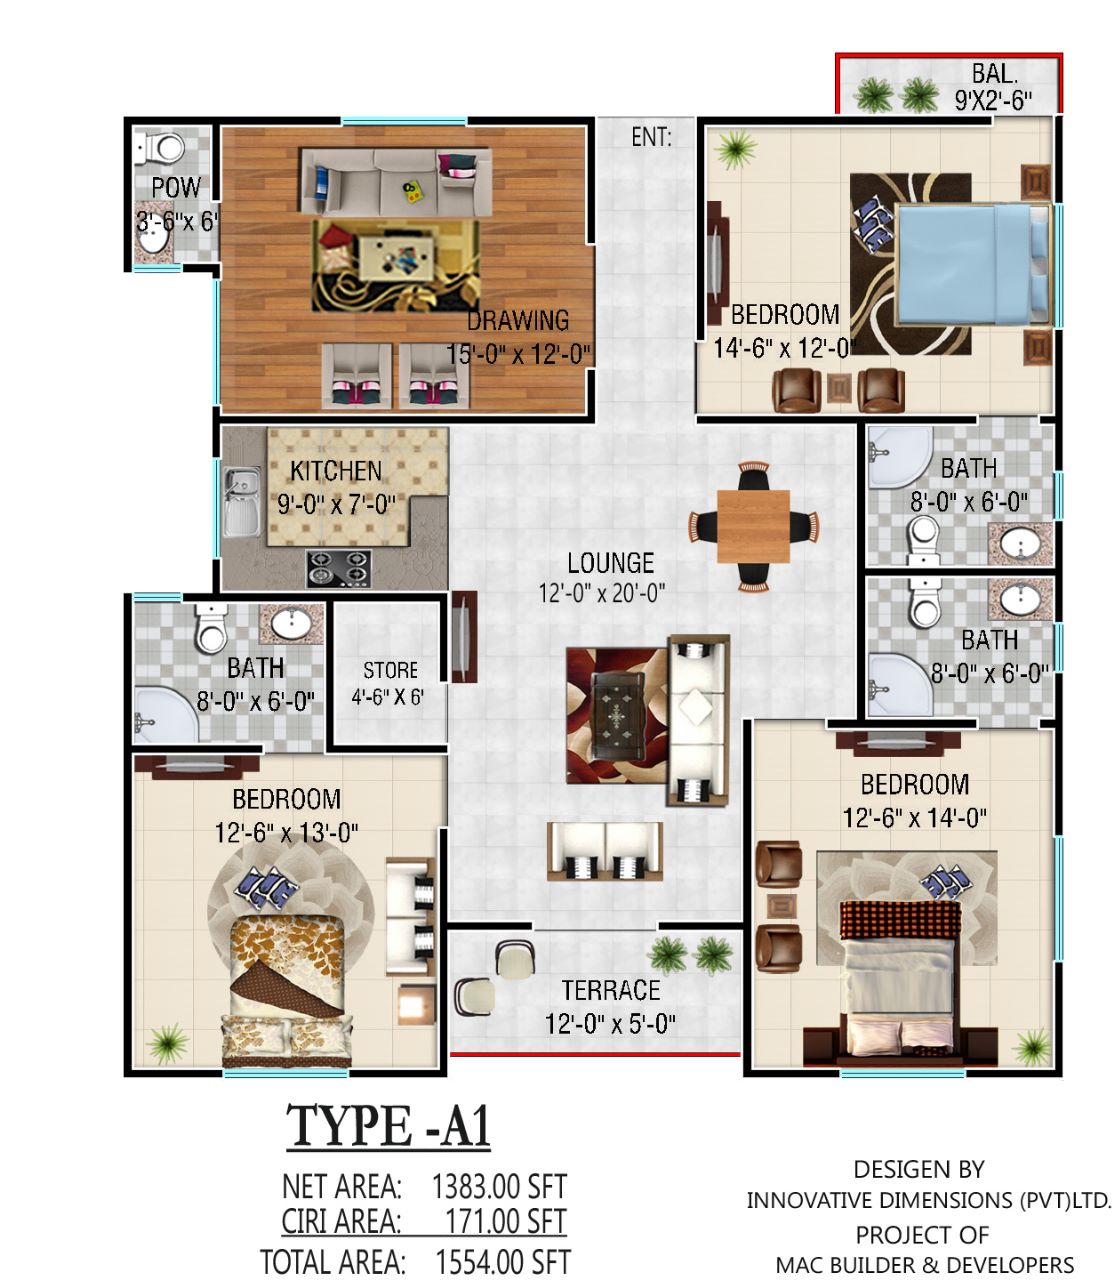 BAL.
9'X2'-6"
ENT:
POW
3'-6"x 6'
DRAWING
15'-0" x 12'-0"
BEDROOM
14'-6" x 12'-0"
KITCHEN
9'-0" x 7'-0"
BATH
8'-0" x 6'-0"
LOUNGE
12'-0" x 20'-0"
BATH
8'-0" x 6'-0"
BATH
8'-0" x 6'-0"
STORE
4'-6" X 6'
BEDROOM
12'-6" x 13'-0"
BEDROOM
12'-6" x 14'-0"
TERRACE
12'-0" x 5'-0"
TYPE -A1
NET AREA: 1383.00 SFT
CIRI AREA: 171.00 SFT
TOTAL AREA: 1554.00 SFT
DESIGEN BY
INNOVATIVE DIMENSIONS (PVT)LTD.
PROJECT OF
MAC BUILDER & DEVELOPERS